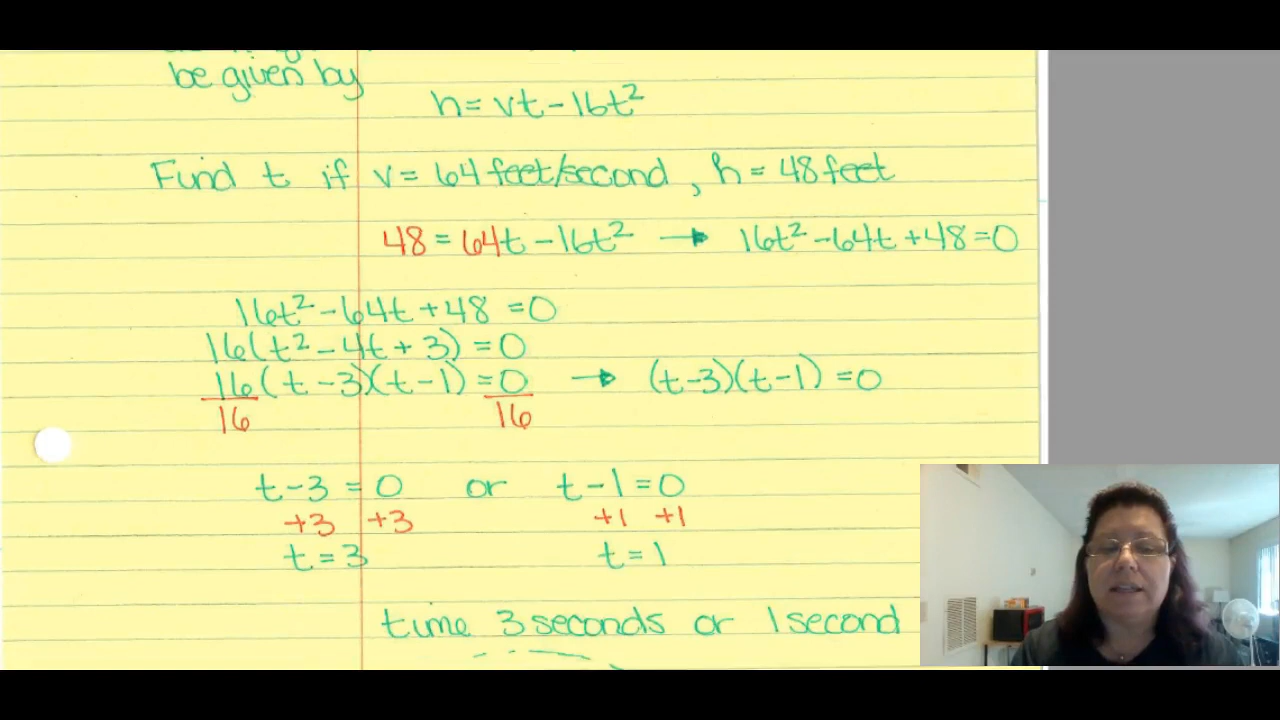 be given by
h = vt - 16t²
Find t if v = 64 feet/second, h = 48 feet
48 = 64t - 16t² → 16t² - 64t + 48 = 0
16t² - 64t + 48 = 0
16(t² - 4t + 3) = 0
16(t - 3)(t - 1) = 0 → (t-3)(t-1) = 0
16 16
t - 3 = 0 or t - 1 = 0
+3 +3 +1 +1
t = 3 t = 1
time 3 seconds or 1 second